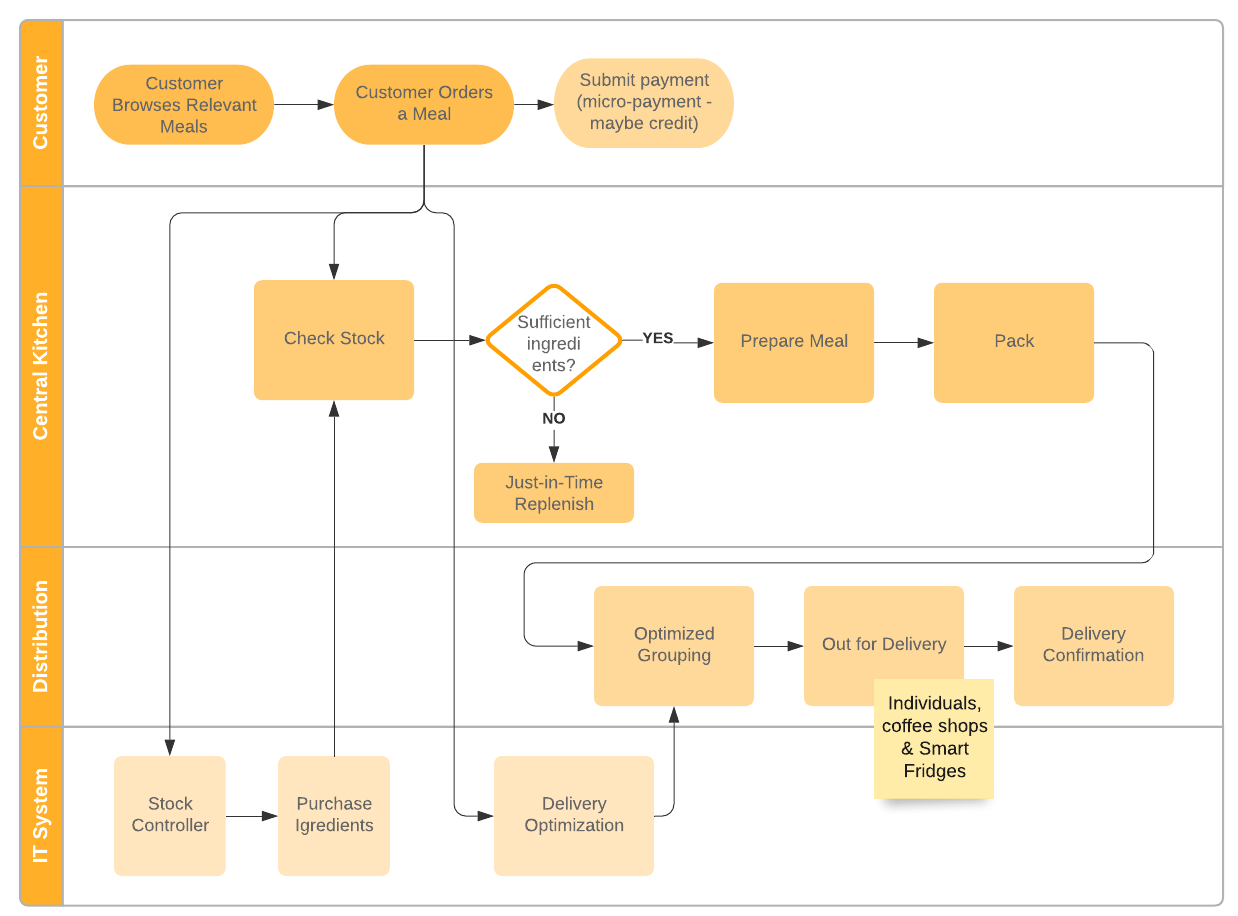 Customer
Customer
Browses Relevant
Meals
Customer Orders
a Meal
Submit payment
(micro-payment -
maybe credit)
Central Kitchen
Check Stock
Sufficient
ingredi
ents?
YES
NO
Just-in-Time
Replenish
Prepare Meal
Pack
Distribution
Optimized
Grouping
Out for Delivery
Delivery
Confirmation
Individuals,
coffee shops
& Smart
Fridges
IT System
Stock
Controller
Purchase
Igredients
Delivery
Optimization